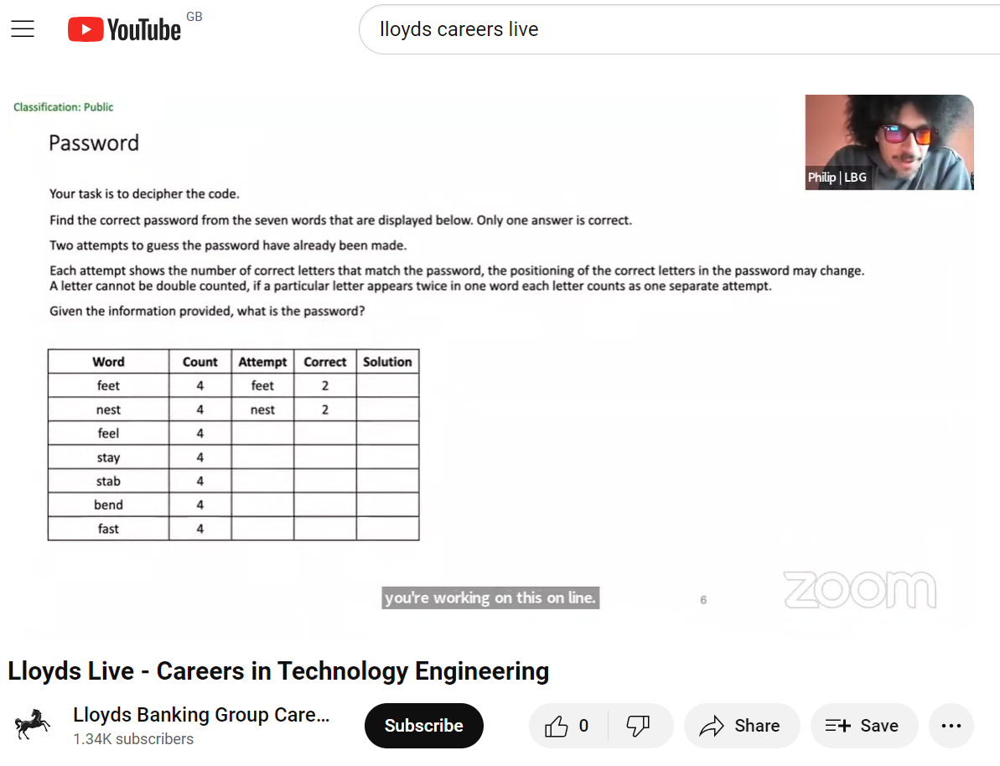 YouTube GB
lloyds careers live
Classification: Public
Password
Philip | LBG
Your task is to decipher the code.
Find the correct password from the seven words that are displayed below. Only one answer is correct.
Two attempts to guess the password have already been made.
Each attempt shows the number of correct letters that match the password, the positioning of the correct letters in the password may change.
A letter cannot be double counted, if a particular letter appears twice in one word each letter counts as one separate attempt.
Given the information provided, what is the password?
Word Count Attempt Correct Solution
feet 4 feet 2
nest 4 nest 2
feel 4
stay 4
stab 4
bend 4
fast 4
you're working on this on line.
6
zoom
Lloyds Live - Careers in Technology Engineering
Lloyds Banking Group Care...
1.34K subscribers
Subscribe
0
Share
Save